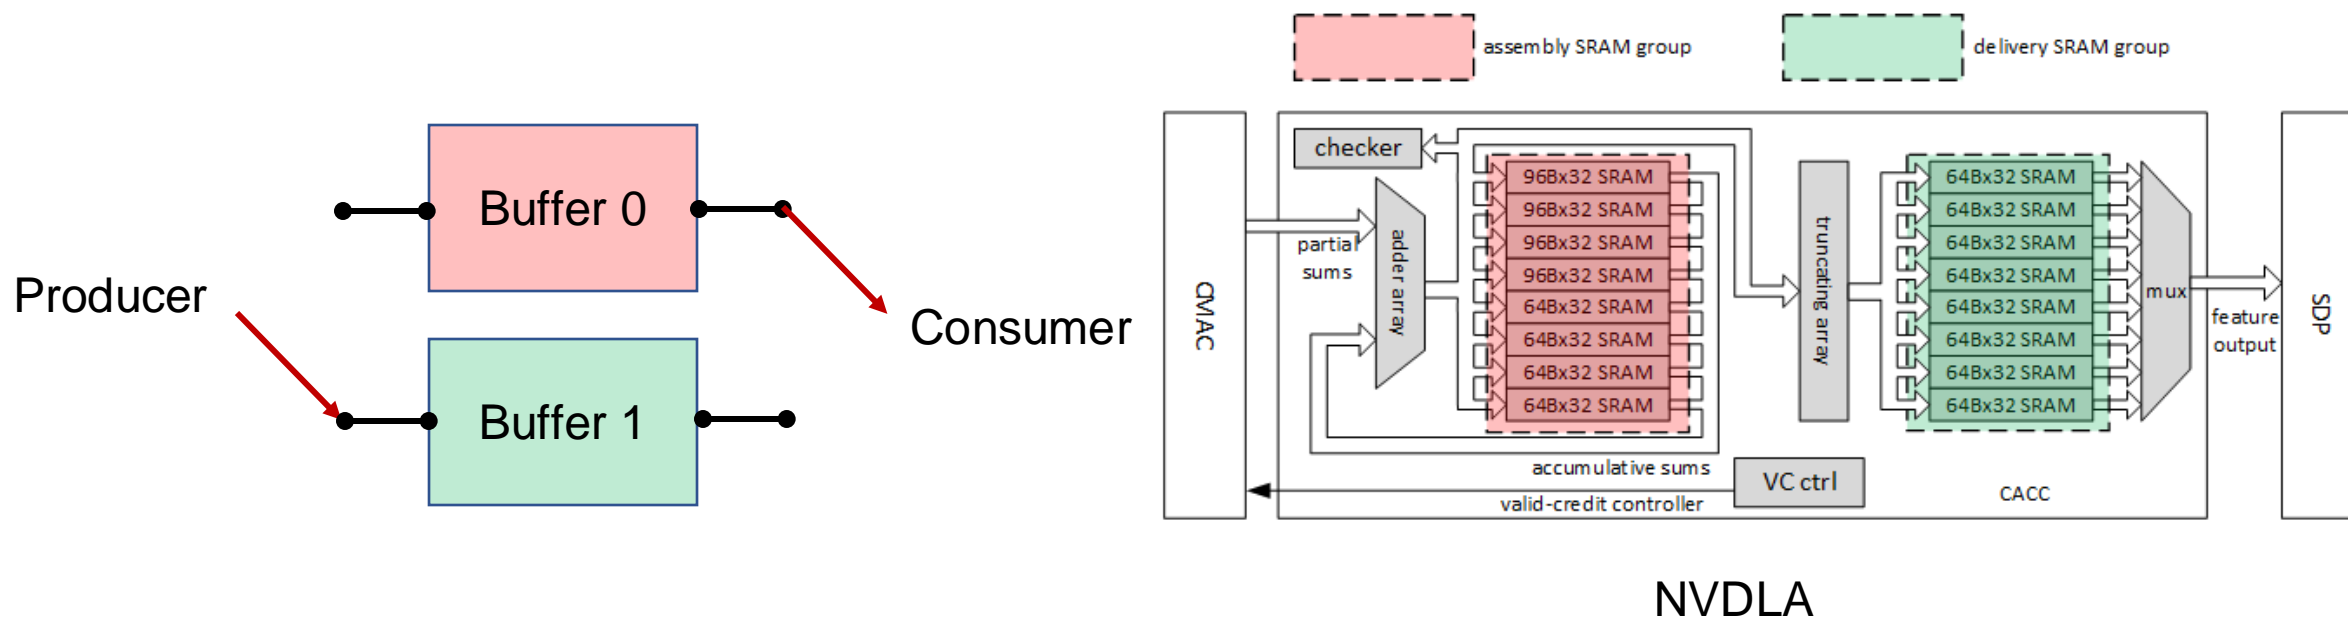 assembly SRAM group
delivery SRAM group
Buffer 0
Producer
Consumer
Buffer 1
CMAC
checker
partial
sums
adder array
96Bx32 SRAM
96Bx32 SRAM
96Bx32 SRAM
96Bx32 SRAM
64Bx32 SRAM
64Bx32 SRAM
64Bx32 SRAM
64Bx32 SRAM
accumulative sums
VC ctrl
valid-credit controller
truncating array
64Bx32 SRAM
64Bx32 SRAM
64Bx32 SRAM
64Bx32 SRAM
64Bx32 SRAM
64Bx32 SRAM
64Bx32 SRAM
64Bx32 SRAM
mux
CACC
feature
output
SDP
NVDLA